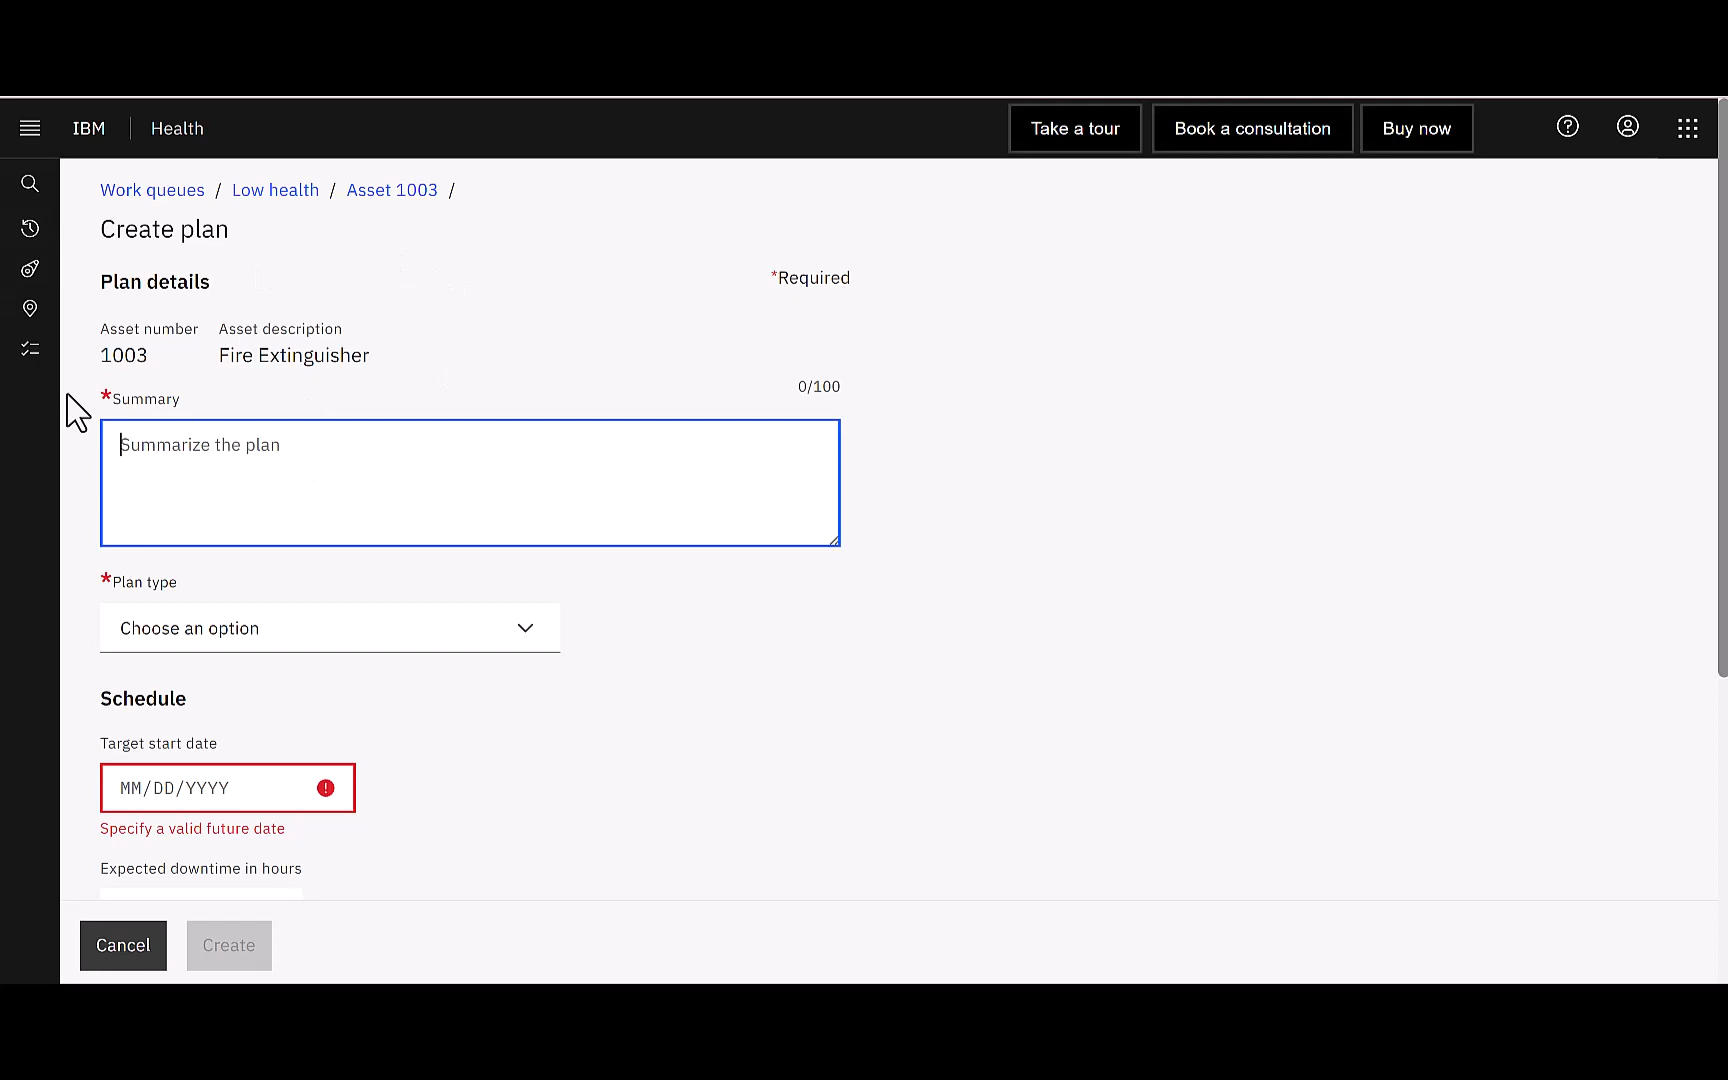 IBM Health Take a tour Book a consultation Buy now
Work queues / Low health / Asset 1003 /
Create plan
Plan details *Required
Asset number Asset description
1003 Fire Extinguisher
0/100
*Summary
Summarize the plan
*Plan type
Choose an option
Schedule
Target start date
MM/DD/YYYY
Specify a valid future date
Expected downtime in hours
Cancel Create